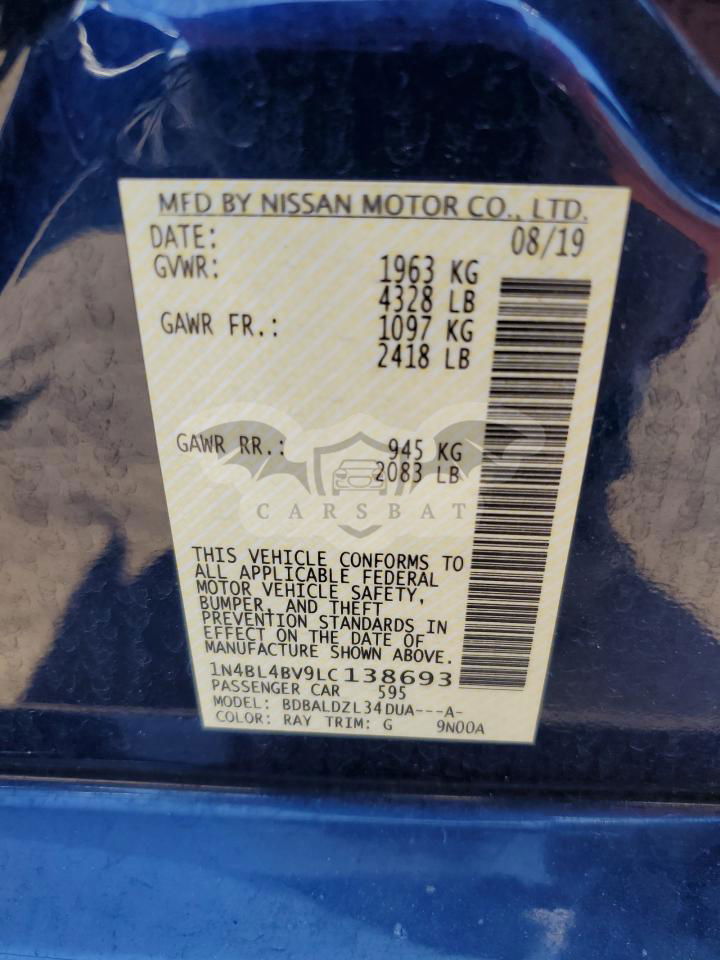 MFD BY NISSAN MOTOR CO., LTD.
DATE: 08/19
GVWR: 1963 KG
4328 LB
GAWR FR.: 1097 KG
2418 LB
GAWR RR.: 945 KG
2083 LB
CARSBAT
THIS VEHICLE CONFORMS TO
ALL APPLICABLE FEDERAL
MOTOR VEHICLE SAFETY,
BUMPER, AND THEFT
PREVENTION STANDARDS IN
EFFECT ON THE DATE OF
MANUFACTURE SHOWN ABOVE.
1N4BL4BV9LC138693
PASSENGER CAR 595
MODEL: BDBALDZL34DUA---A-
COLOR: RAY TRIM: G 9N00A